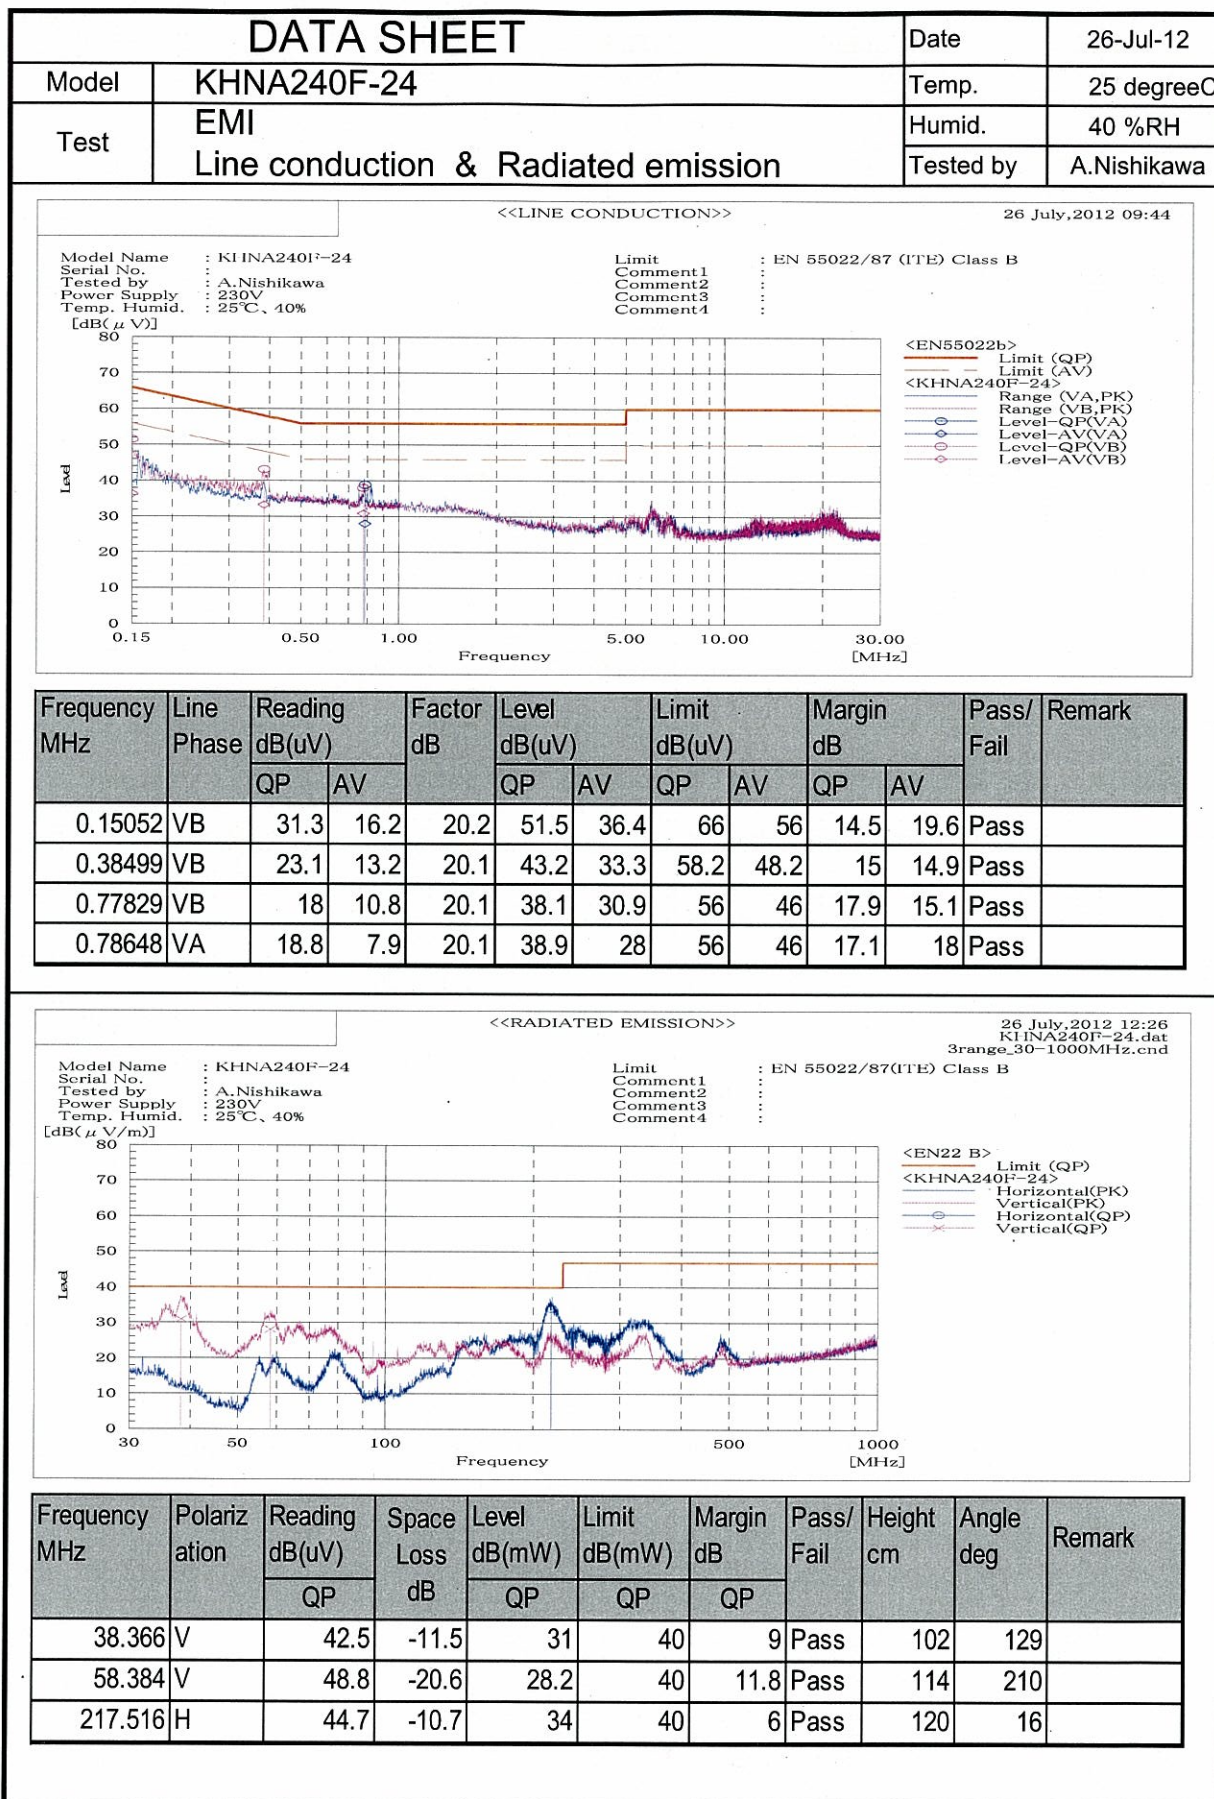 DATA SHEET
Date 26-Jul-12
Model KHNA240F-24
Temp. 25 degreeC
Test EMI
Line conduction & Radiated emission
Humid. 40 %RH
Tested by A.Nishikawa
<<LINE CONDUCTION>> 26 July,2012 09:44
Model Name : KHNA240F-24
Serial No. :
Tested by : A.Nishikawa
Power Supply : 230V
Temp. Humid. : 25℃、40%
Limit : EN 55022/87 (ITE) Class B
Comment1 :
Comment2 :
Comment3 :
Comment4 :
[dB(μ V)]
80
70
60
50
40
30
20
10
0
Level
0.15 0.50 1.00 5.00 10.00 30.00
Frequency [MHz]
<EN55022b>
Limit (QP)
Limit (AV)
<KHNA240F-24>
Range (VA,PK)
Range (VB,PK)
Level-QP(VA)
Level-AV(VA)
Level-QP(VB)
Level-AV(VB)
Frequency MHz Line Phase Reading dB(uV) Factor dB Level dB(uV) Limit dB(uV) Margin dB Pass/ Fail Remark
QP AV QP AV QP AV QP AV
0.15052 VB 31.3 16.2 20.2 51.5 36.4 66 56 14.5 19.6 Pass
0.38499 VB 23.1 13.2 20.1 43.2 33.3 58.2 48.2 15 14.9 Pass
0.77829 VB 18 10.8 20.1 38.1 30.9 56 46 17.9 15.1 Pass
0.78648 VA 18.8 7.9 20.1 38.9 28 56 46 17.1 18 Pass
<<RADIATED EMISSION>> 26 July,2012 12:26
KHNA240F-24.dat
3range_30-1000MHz.cnd
Model Name : KHNA240F-24
Serial No. :
Tested by : A.Nishikawa
Power Supply : 230V
Temp. Humid. : 25℃、40%
Limit : EN 55022/87(ITE) Class B
Comment1 :
Comment2 :
Comment3 :
Comment4 :
[dB(μ V/m)]
80
70
60
50
40
30
20
10
0
Level
30 50 100 500 1000
Frequency [MHz]
<EN22 B>
Limit (QP)
<KHNA240F-24>
Horizontal(PK)
Vertical(PK)
Horizontal(QP)
Vertical(QP)
Frequency MHz Polariz ation Reading dB(uV) Space Loss dB Level dB(mW) Limit dB(mW) Margin dB Pass/ Fail Height cm Angle deg Remark
QP QP QP QP
38.366 V 42.5 -11.5 31 40 9 Pass 102 129
58.384 V 48.8 -20.6 28.2 40 11.8 Pass 114 210
217.516 H 44.7 -10.7 34 40 6 Pass 120 16